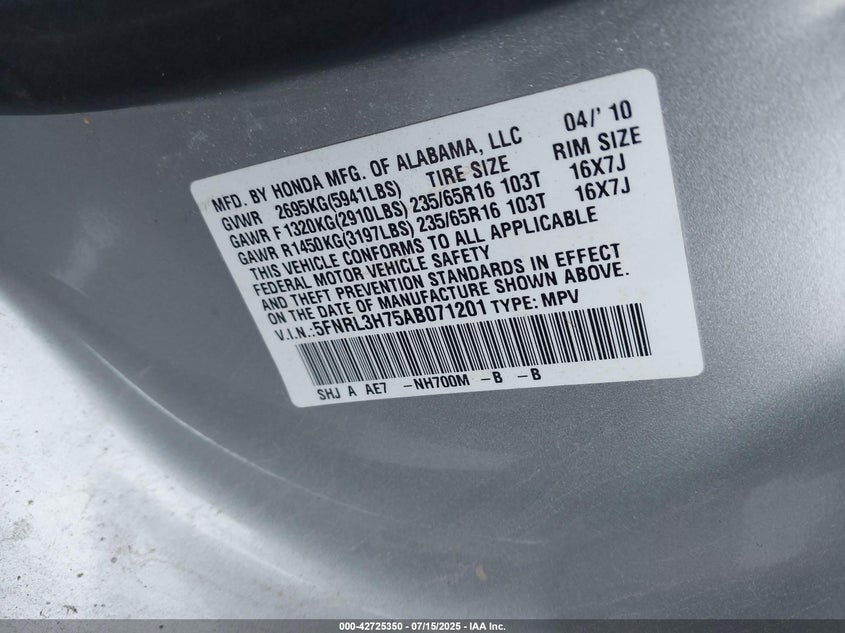 MFD. BY HONDA MFG. OF ALABAMA, LLC 04/' 10
GVWR 2695KG(5941LBS) TIRE SIZE RIM SIZE
GAWR F 1320KG(2910LBS) 235/65R16 103T 16X7J
GAWR R1450KG(3197LBS) 235/65R16 103T 16X7J
THIS VEHICLE CONFORMS TO ALL APPLICABLE
FEDERAL MOTOR VEHICLE SAFETY
AND THEFT PREVENTION STANDARDS IN EFFECT
ON THE DATE OF MANUFACTURE SHOWN ABOVE.
V.I.N.:5FNRL3H75AB071201 TYPE: MPV
SHJ A AE7 -NH700M -B -B
000-42725350 - 07/15/2025 - IAA Inc.